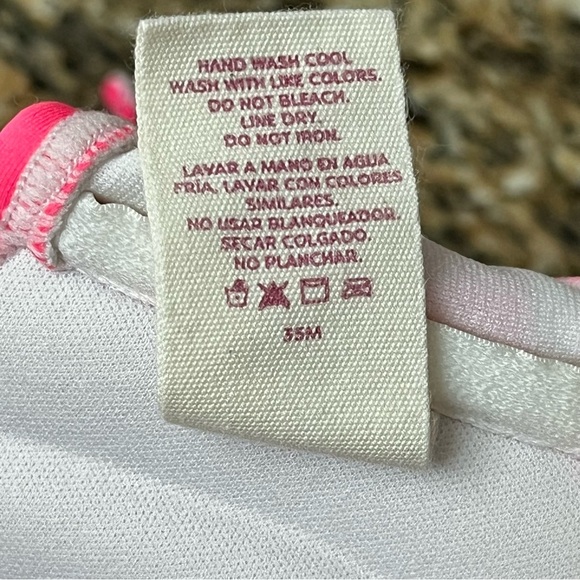 HAND WASH COOL
WASH WITH LIKE COLORS.
DO NOT BLEACH.
LINE DRY.
DO NOT IRON.
LAVAR A MANO EN AGUA
FRÍA, LAVAR CON COLORES
SIMILARES.
NO USAR BLANQUEADOR.
SECAR COLGADO.
NO PLANCHAR.
35M